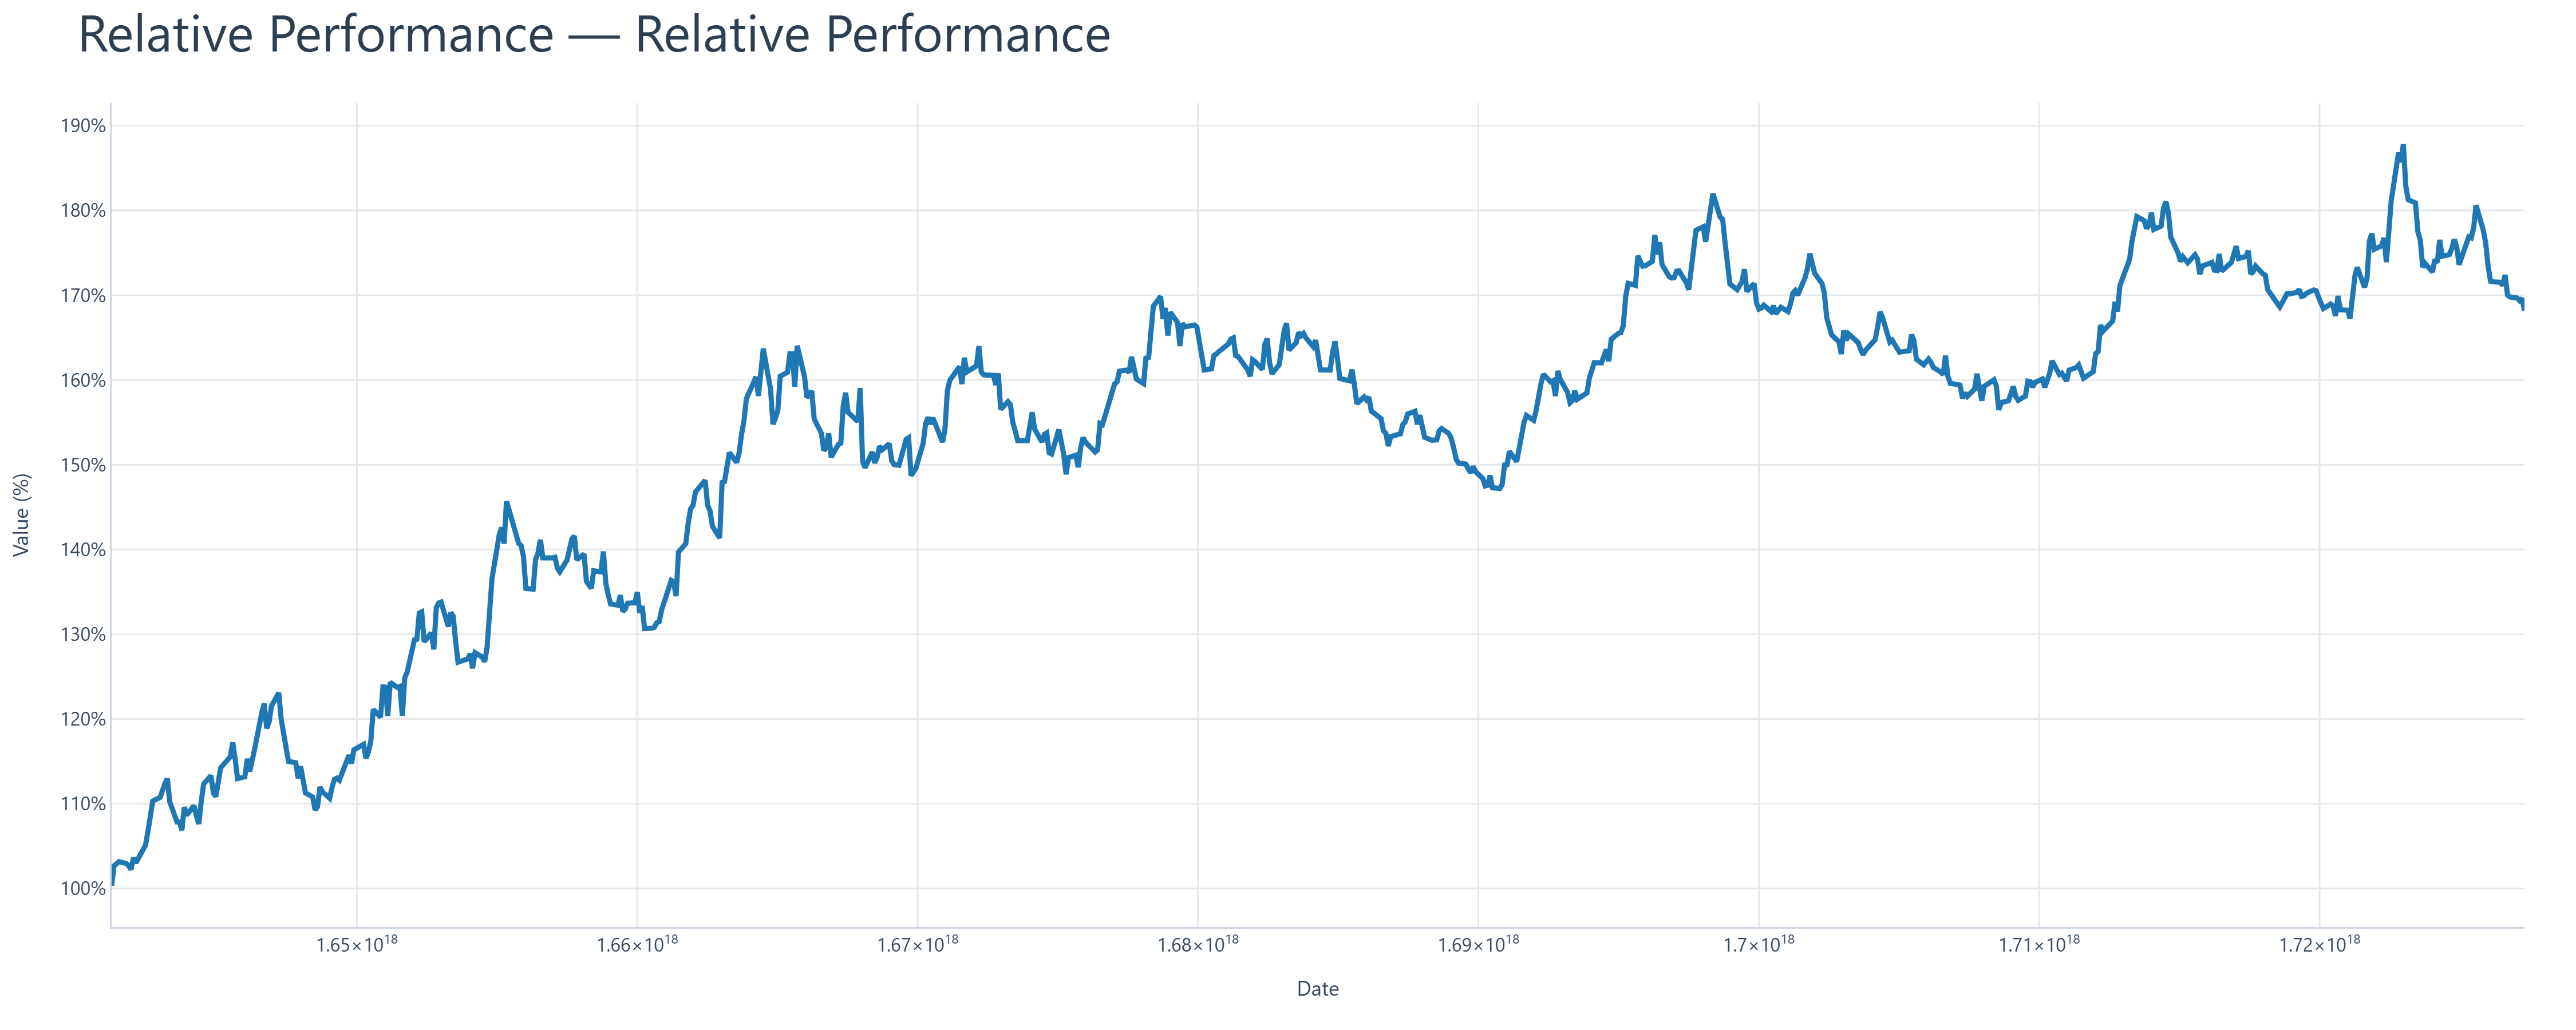 Relative Performance — Relative Performance
190%
180%
170%
160%
150%
140%
130%
120%
110%
100%
Value (%)
1.65×10¹⁸ 1.66×10¹⁸ 1.67×10¹⁸ 1.68×10¹⁸ 1.69×10¹⁸ 1.7×10¹⁸ 1.71×10¹⁸ 1.72×10¹⁸
Date